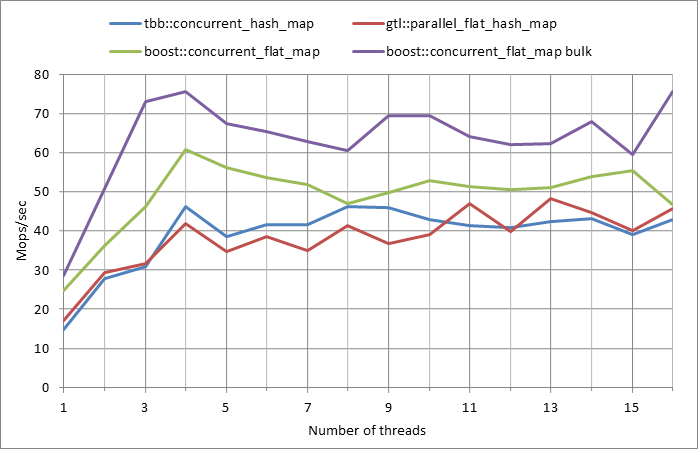 tbb::concurrent_hash_map gtl::parallel_flat_hash_map
boost::concurrent_flat_map boost::concurrent_flat_map bulk
80
70
60
50
40
30
20
10
0
Mops/sec
1 3 5 7 9 11 13 15
Number of threads